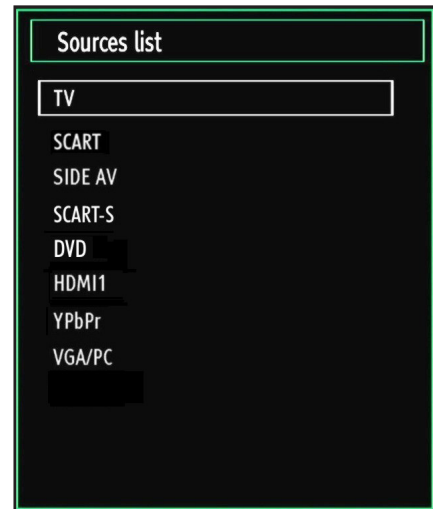 Sources list
TV
SCART
SIDE AV
SCART-S
DVD
HDMI1
YPbPr
VGA/PC